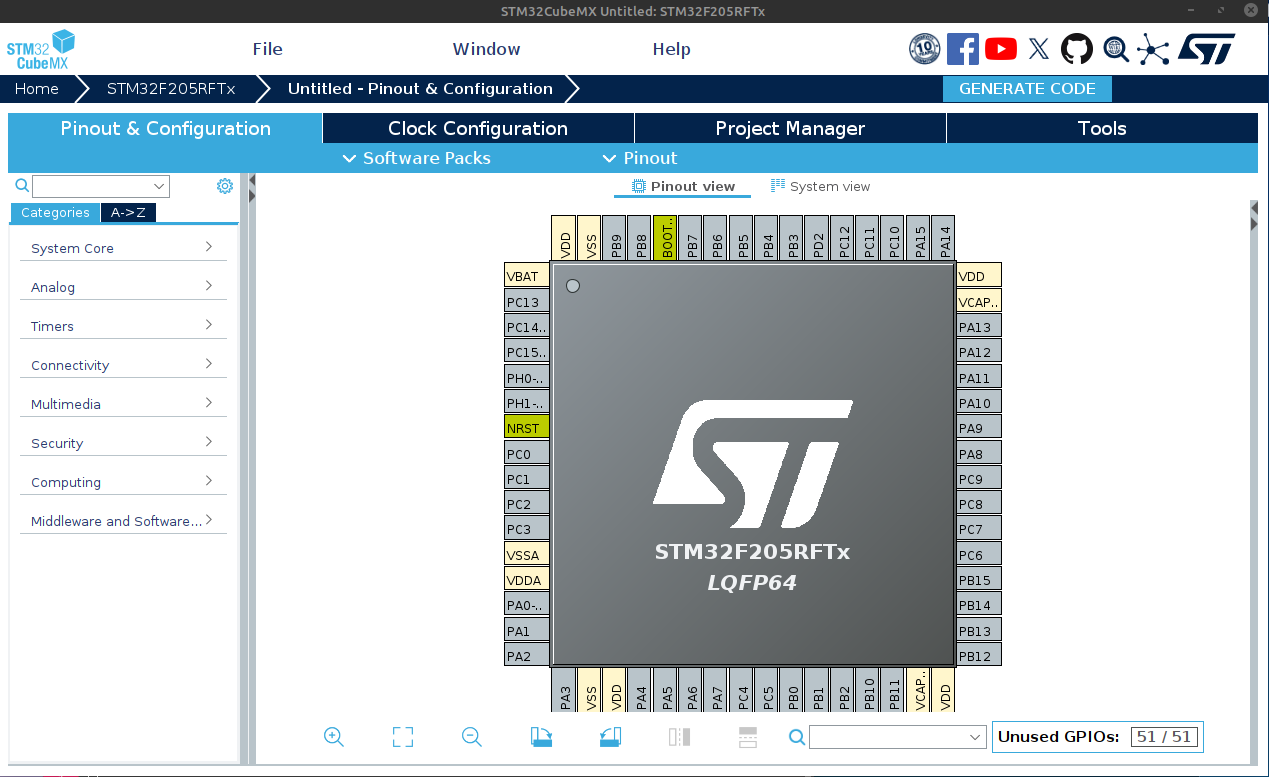 STM32CubeMX Untitled: STM32F205RFTx
STM32
CubeMX
File
Window
Help
10
Home
STM32F205RFTx
Untitled - Pinout & Configuration
GENERATE CODE
Pinout & Configuration
Clock Configuration
Project Manager
Tools
Software Packs
Pinout
Categories
A->Z
System Core
Analog
Timers
Connectivity
Multimedia
Security
Computing
Middleware and Software...
Pinout view
System view
VDD
VSS
PB9
PB8
BOOT..
PB7
PB6
PB5
PB4
PB3
PD2
PC12
PC11
PC10
PA15
PA14
VBAT
PC13
PC14..
PC15..
PH0-..
PH1-..
NRST
PC0
PC1
PC2
PC3
VSSA
VDDA
PA0-..
PA1
PA2
ST
STM32F205RFTx
LQFP64
VDD
VCAP..
PA13
PA12
PA11
PA10
PA9
PA8
PC9
PC8
PC7
PC6
PB15
PB14
PB13
PB12
PA3
VSS
VDD
PA4
PA5
PA6
PA7
PC4
PC5
PB0
PB1
PB2
PB10
PB11
VCAP..
VDD
Unused GPIOs:
51 / 51